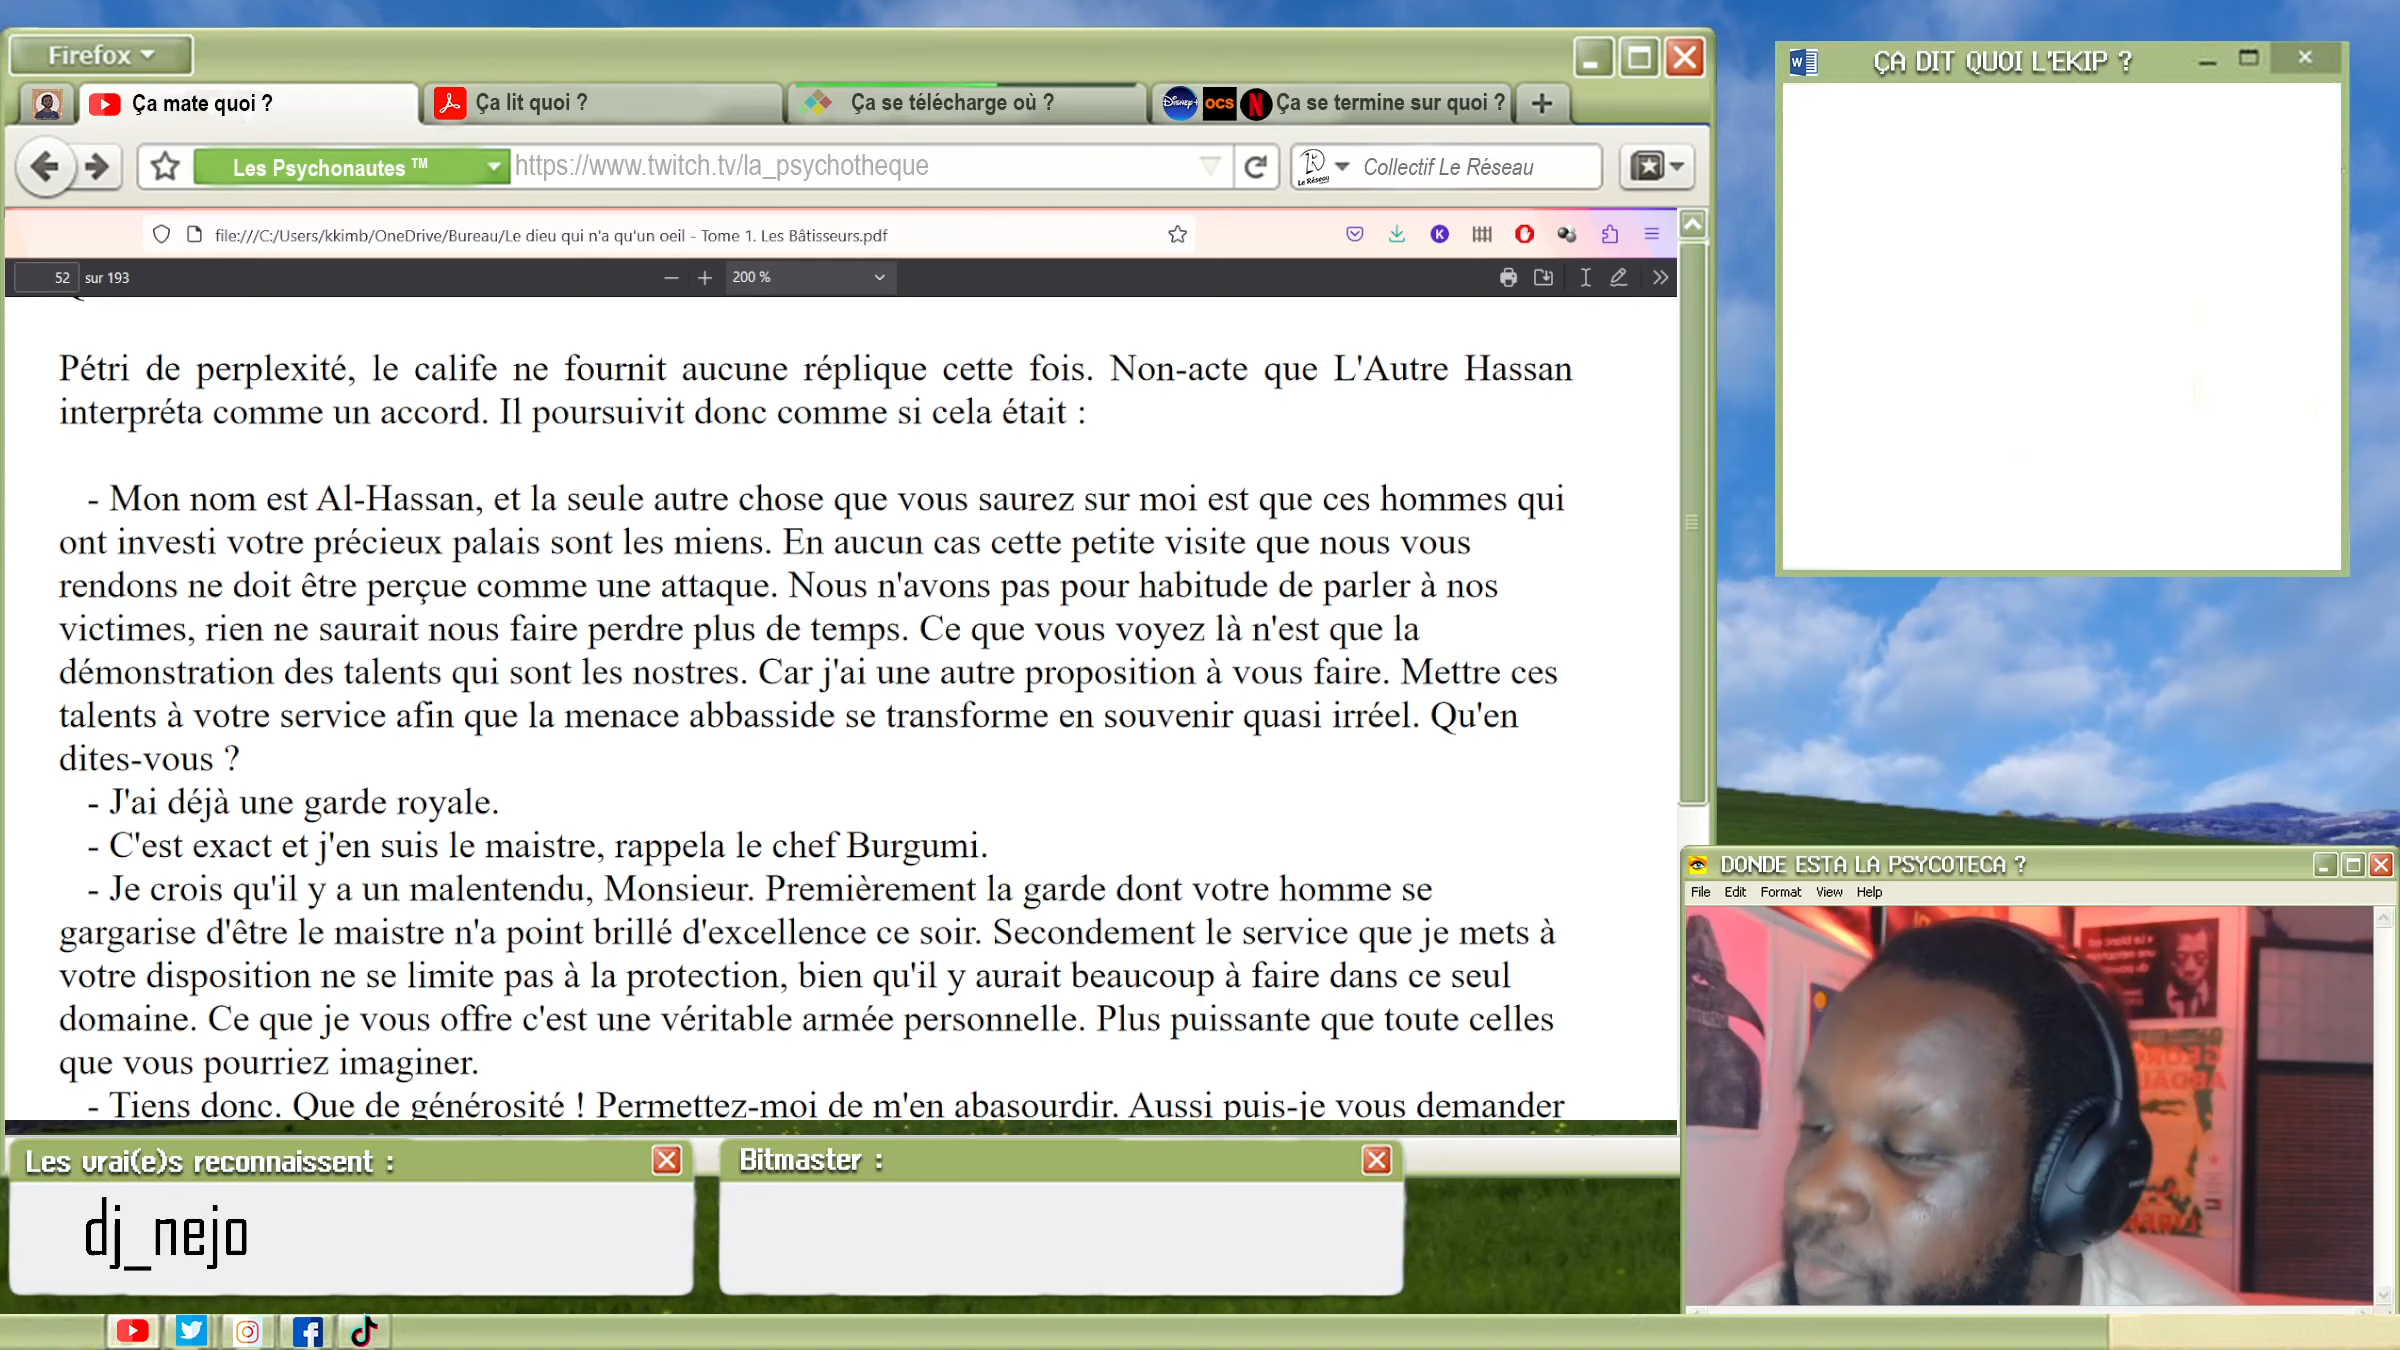 Firefox
Ça mate quoi ?
Ça lit quoi ?
Ça se télécharge où ?
Disney+ OCS N Ça se termine sur quoi ?
Les Psychonautes ™
https://www.twitch.tv/la_psychotheque
Le Réseau
Collectif Le Réseau
file:///C:/Users/kkimb/OneDrive/Bureau/Le dieu qui n'a qu'un oeil - Tome 1. Les Bâtisseurs.pdf
52 sur 193
200 %
Pétri de perplexité, le calife ne fournit aucune réplique cette fois. Non-acte que L'Autre Hassan
interpréta comme un accord. Il poursuivit donc comme si cela était :
- Mon nom est Al-Hassan, et la seule autre chose que vous saurez sur moi est que ces hommes qui
ont investi votre précieux palais sont les miens. En aucun cas cette petite visite que nous vous
rendons ne doit être perçue comme une attaque. Nous n'avons pas pour habitude de parler à nos
victimes, rien ne saurait nous faire perdre plus de temps. Ce que vous voyez là n'est que la
démonstration des talents qui sont les nostres. Car j'ai une autre proposition à vous faire. Mettre ces
talents à votre service afin que la menace abbasside se transforme en souvenir quasi irréel. Qu'en
dites-vous ?
- J'ai déjà une garde royale.
- C'est exact et j'en suis le maistre, rappela le chef Burgumi.
- Je crois qu'il y a un malentendu, Monsieur. Premièrement la garde dont votre homme se
gargarise d'être le maistre n'a point brillé d'excellence ce soir. Secondement le service que je mets à
votre disposition ne se limite pas à la protection, bien qu'il y aurait beaucoup à faire dans ce seul
domaine. Ce que je vous offre c'est une véritable armée personnelle. Plus puissante que toute celles
que vous pourriez imaginer.
- Tiens donc. Que de générosité ! Permettez-moi de m'en abasourdir. Aussi puis-je vous demander
ÇA DIT QUOI L'EKIP ?
DONDE ESTA LA PSYCOTECA ?
File Edit Format View Help
Les vrai(e)s reconnaissent :
dj_nejo
Bitmaster :